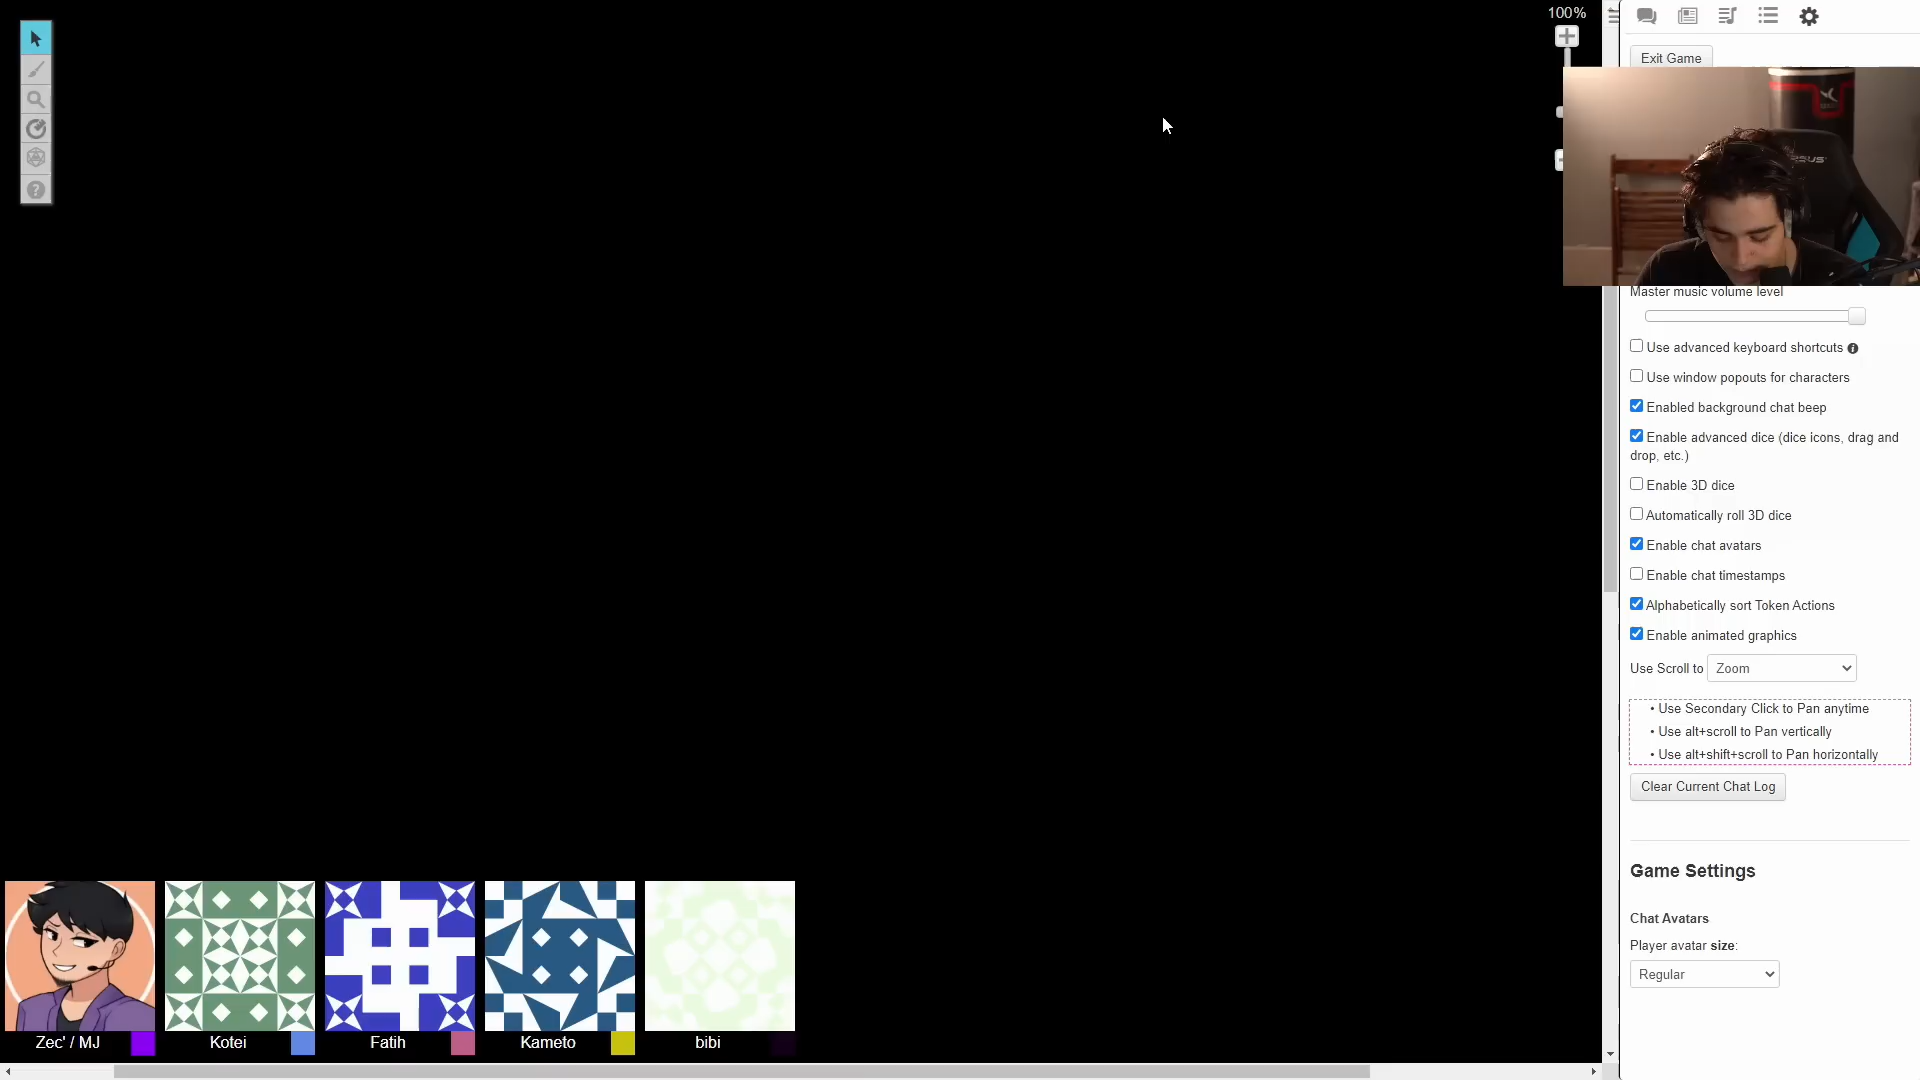 100%
Exit Game
Master music volume level
Use advanced keyboard shortcuts
Use window popouts for characters
Enabled background chat beep
Enable advanced dice (dice icons, drag and
drop, etc.)
Enable 3D dice
Automatically roll 3D dice
Enable chat avatars
Enable chat timestamps
Alphabetically sort Token Actions
Enable animated graphics
Use Scroll to Zoom
• Use Secondary Click to Pan anytime
• Use alt+scroll to Pan vertically
• Use alt+shift+scroll to Pan horizontally
Clear Current Chat Log
Game Settings
Chat Avatars
Player avatar size:
Regular
Zec' / MJ
Kotei
Fatih
Kameto
bibi